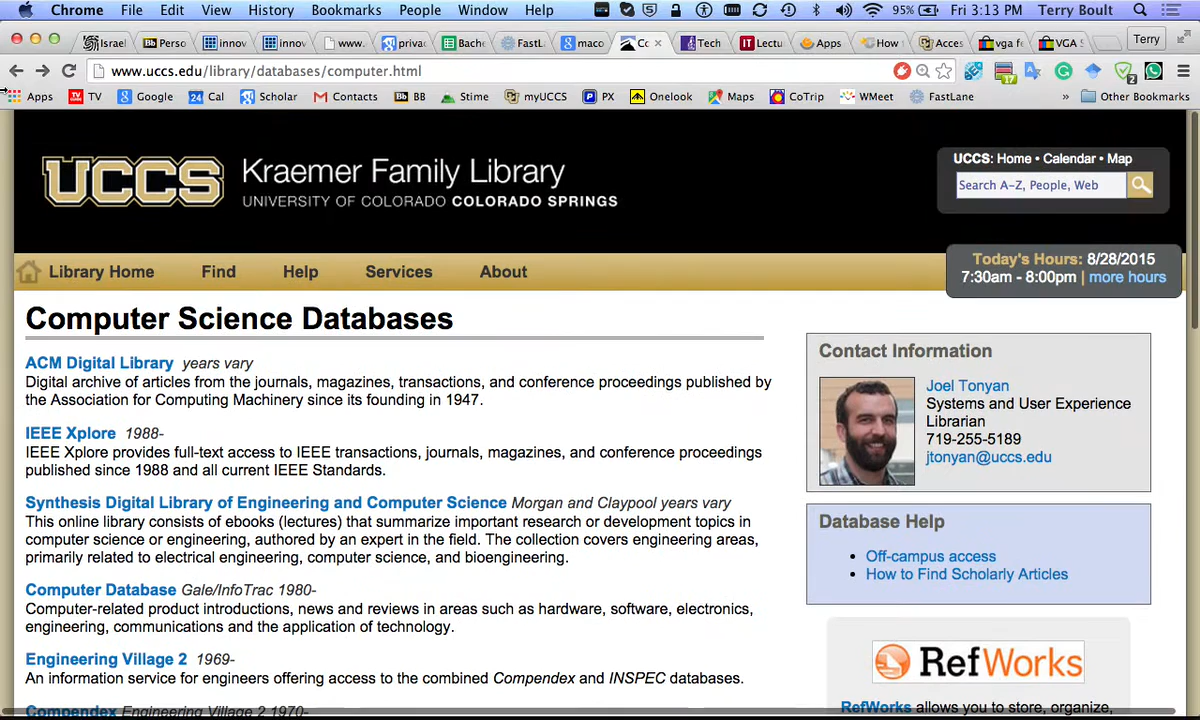 Chrome File Edit View History Bookmarks People Window Help 95% Fri 3:13 PM Terry Boult
Israel Perso innov innov www. priva Bache FastL maco Co Tech Lectu Apps How Acces vga f VGA S Terry
www.uccs.edu/library/databases/computer.html
Apps TV Google Cal Scholar Contacts BB Stime myUCCS PX Onelook Maps CoTrip WMeet FastLane » Other Bookmarks
UCCS Kraemer Family Library
UNIVERSITY OF COLORADO COLORADO SPRINGS
UCCS: Home • Calendar • Map
Search A-Z, People, Web
Library Home Find Help Services About
Today's Hours: 8/28/2015
7:30am - 8:00pm | more hours
Computer Science Databases
ACM Digital Library years vary
Digital archive of articles from the journals, magazines, transactions, and conference proceedings published by
the Association for Computing Machinery since its founding in 1947.
IEEE Xplore 1988-
IEEE Xplore provides full-text access to IEEE transactions, journals, magazines, and conference proceedings
published since 1988 and all current IEEE Standards.
Synthesis Digital Library of Engineering and Computer Science Morgan and Claypool years vary
This online library consists of ebooks (lectures) that summarize important research or development topics in
computer science or engineering, authored by an expert in the field. The collection covers engineering areas,
primarily related to electrical engineering, computer science, and bioengineering.
Computer Database Gale/InfoTrac 1980-
Computer-related product introductions, news and reviews in areas such as hardware, software, electronics,
engineering, communications and the application of technology.
Engineering Village 2 1969-
An information service for engineers offering access to the combined Compendex and INSPEC databases.
Compendex Engineering Village 2 1970-
Contact Information
Joel Tonyan
Systems and User Experience
Librarian
719-255-5189
jtonyan@uccs.edu
Database Help
• Off-campus access
• How to Find Scholarly Articles
RefWorks
RefWorks allows you to store, organize,